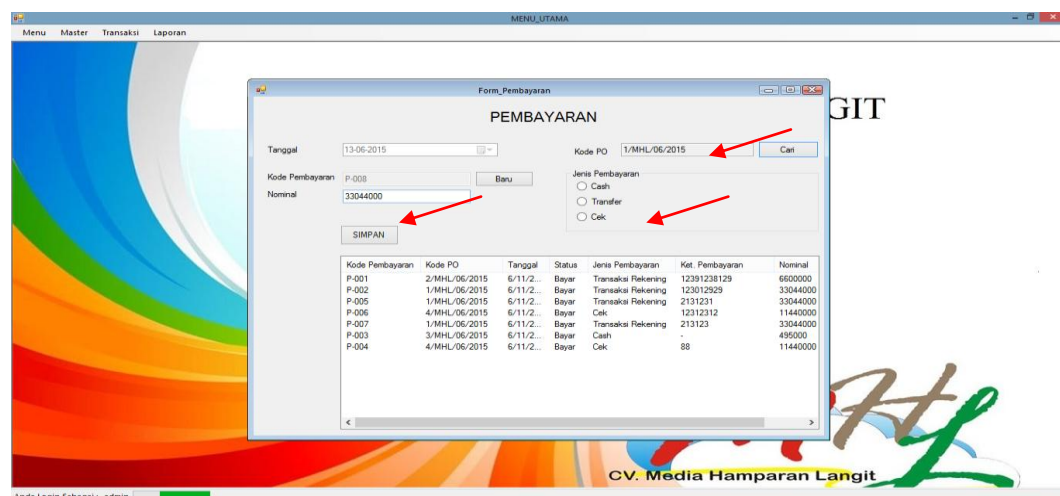 MENU_UTAMA
Menu Master Transaksi Laporan
GIT
Form_Pembayaran
PEMBAYARAN
Tanggal 13-06-2015 Kode PO 1/MHL/06/2015 Cari
Kode Pembayaran P-008 Baru Jenis Pembayaran
Cash
Nominal 33044000 Transfer
Cek
SIMPAN
Kode Pembayaran Kode PO Tanggal Status Jenis Pembayaran Ket. Pembayaran Nominal
P-001 2/MHL/06/2015 6/11/2... Bayar Transaksi Rekening 12391238129 6600000
P-002 1/MHL/06/2015 6/11/2... Bayar Transaksi Rekening 123012929 33044000
P-005 1/MHL/06/2015 6/11/2... Bayar Transaksi Rekening 2131231 33044000
P-006 4/MHL/06/2015 6/11/2... Bayar Cek 12312312 11440000
P-007 1/MHL/06/2015 6/11/2... Bayar Transaksi Rekening 213123 33044000
P-003 3/MHL/06/2015 6/11/2... Bayar Cash - 495000
P-004 4/MHL/06/2015 6/11/2... Bayar Cek 88 11440000
MHL
CV. Media Hamparan Langit
Anda Login Sebagai : admin